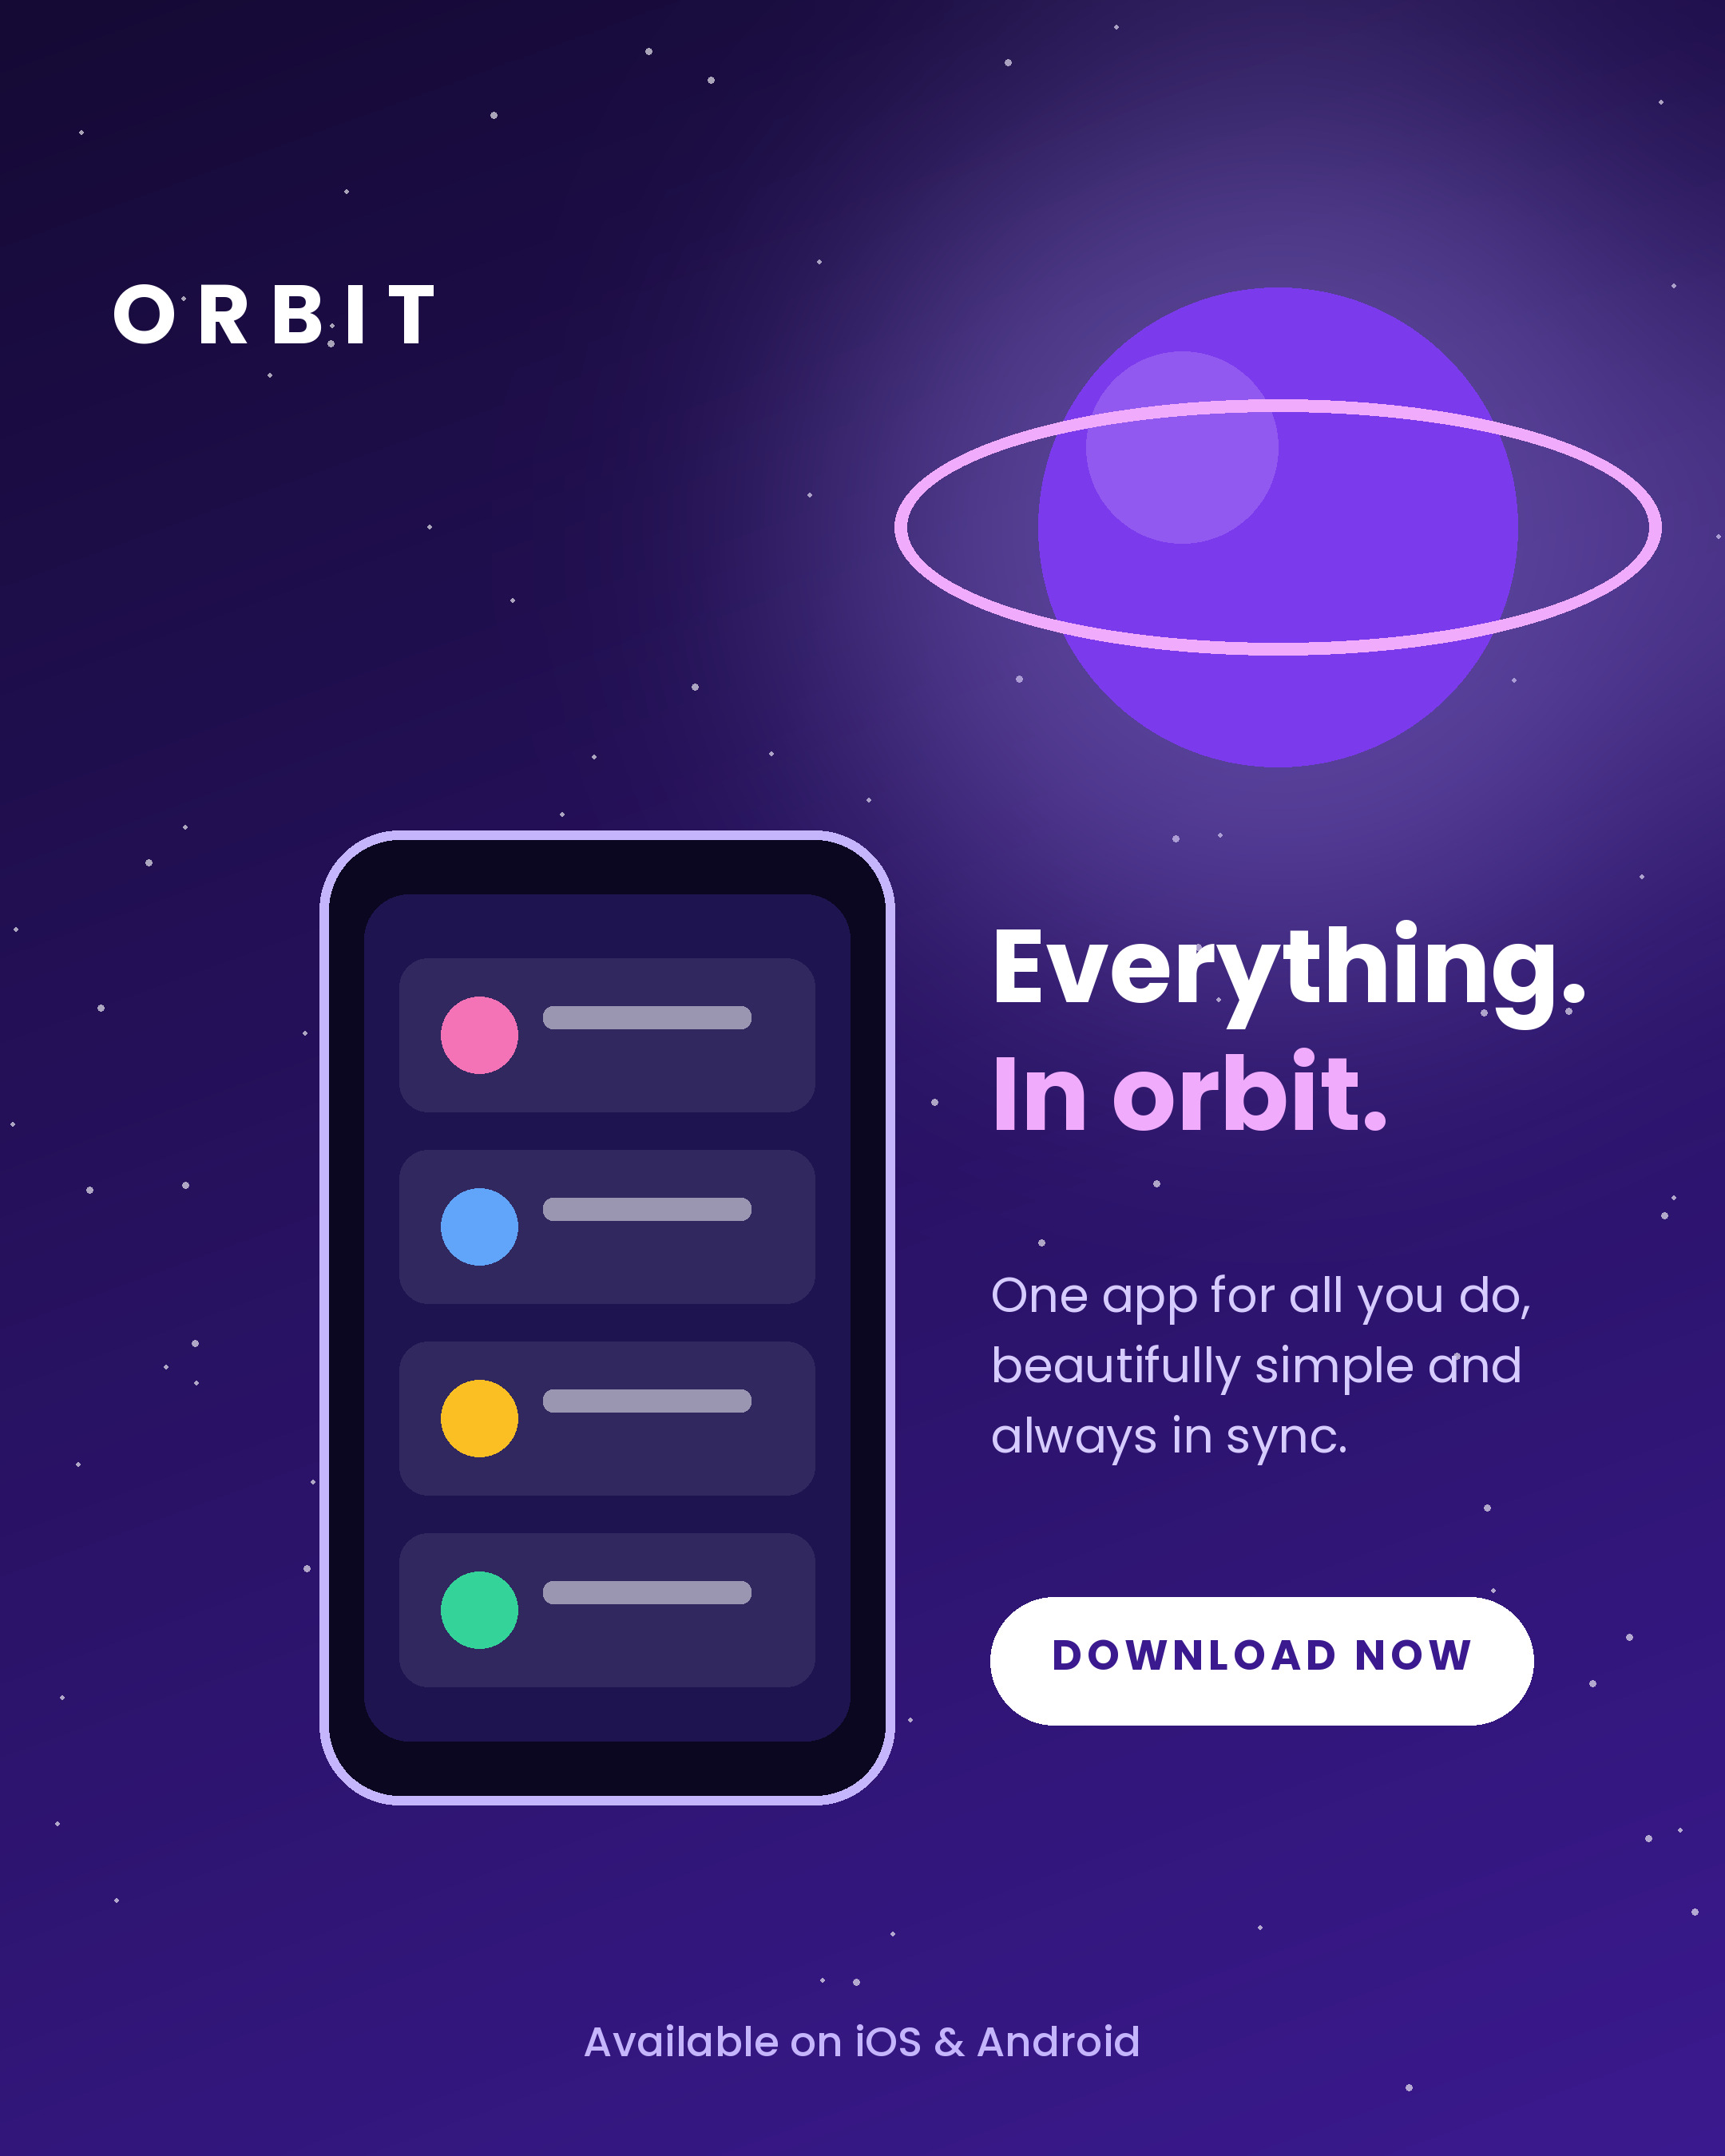 ORBIT
Everything.
In orbit.
One app for all you do,
beautifully simple and
always in sync.
DOWNLOAD NOW
Available on iOS & Android